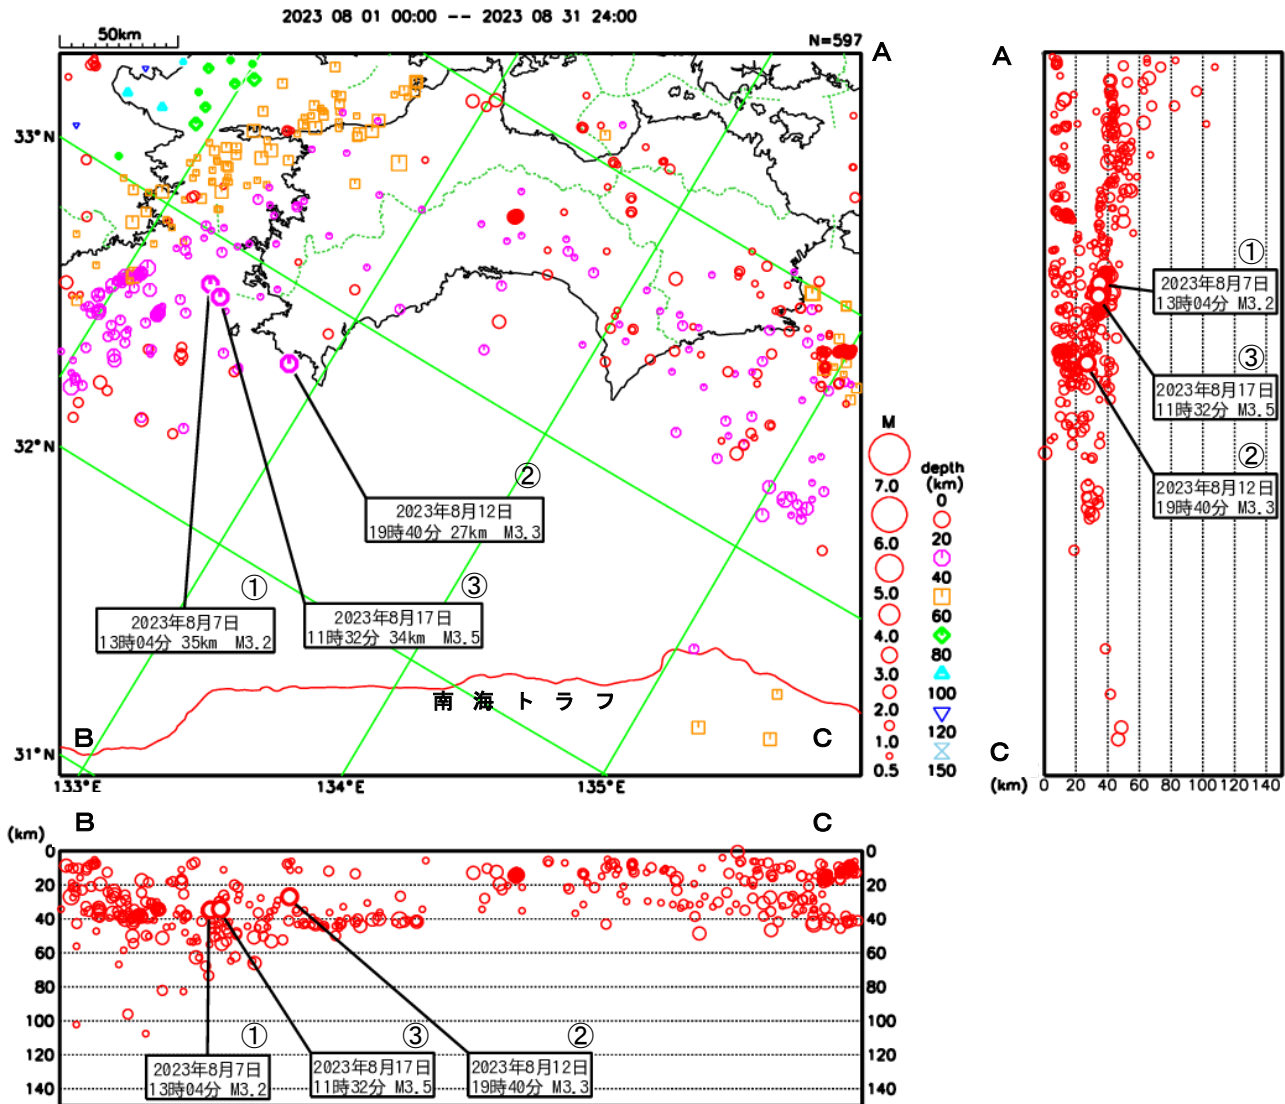 2023 08 01 00:00 -- 2023 08 31 24:00
50km
N=597
A
33°N
32°N
31°N
133°E
134°E
135°E
②
2023年8月12日
19時40分 27km M3.3
①
2023年8月7日
13時04分 35km M3.2
③
2023年8月17日
11時32分 34km M3.5
南海トラフ
B
C
M
7.0
6.0
5.0
4.0
3.0
2.0
1.0
0.5
depth
(km)
0
20
40
60
80
100
120
150
A
①
2023年8月7日
13時04分 M3.2
③
2023年8月17日
11時32分 M3.5
②
2023年8月12日
19時40分 M3.3
C
(km)
0 20 40 60 80 100 120 140
B
C
(km)
0
20
40
60
80
100
120
140
①
2023年8月7日
13時04分 M3.2
③
2023年8月17日
11時32分 M3.5
②
2023年8月12日
19時40分 M3.3
0
20
40
60
80
100
120
140